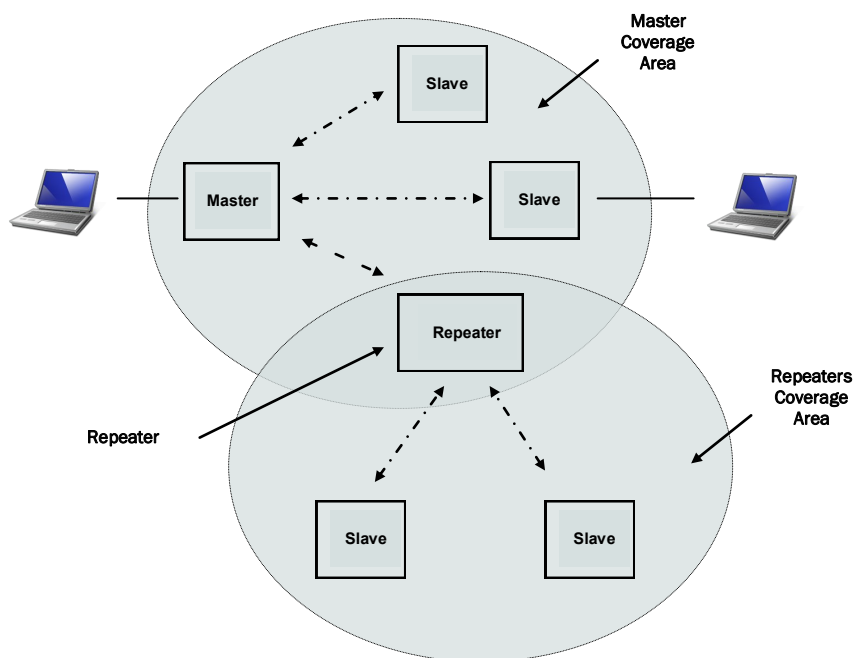 Master
Coverage
Area
Slave
Master
Slave
Repeater
Repeaters
Coverage
Area
Repeater
Slave
Slave